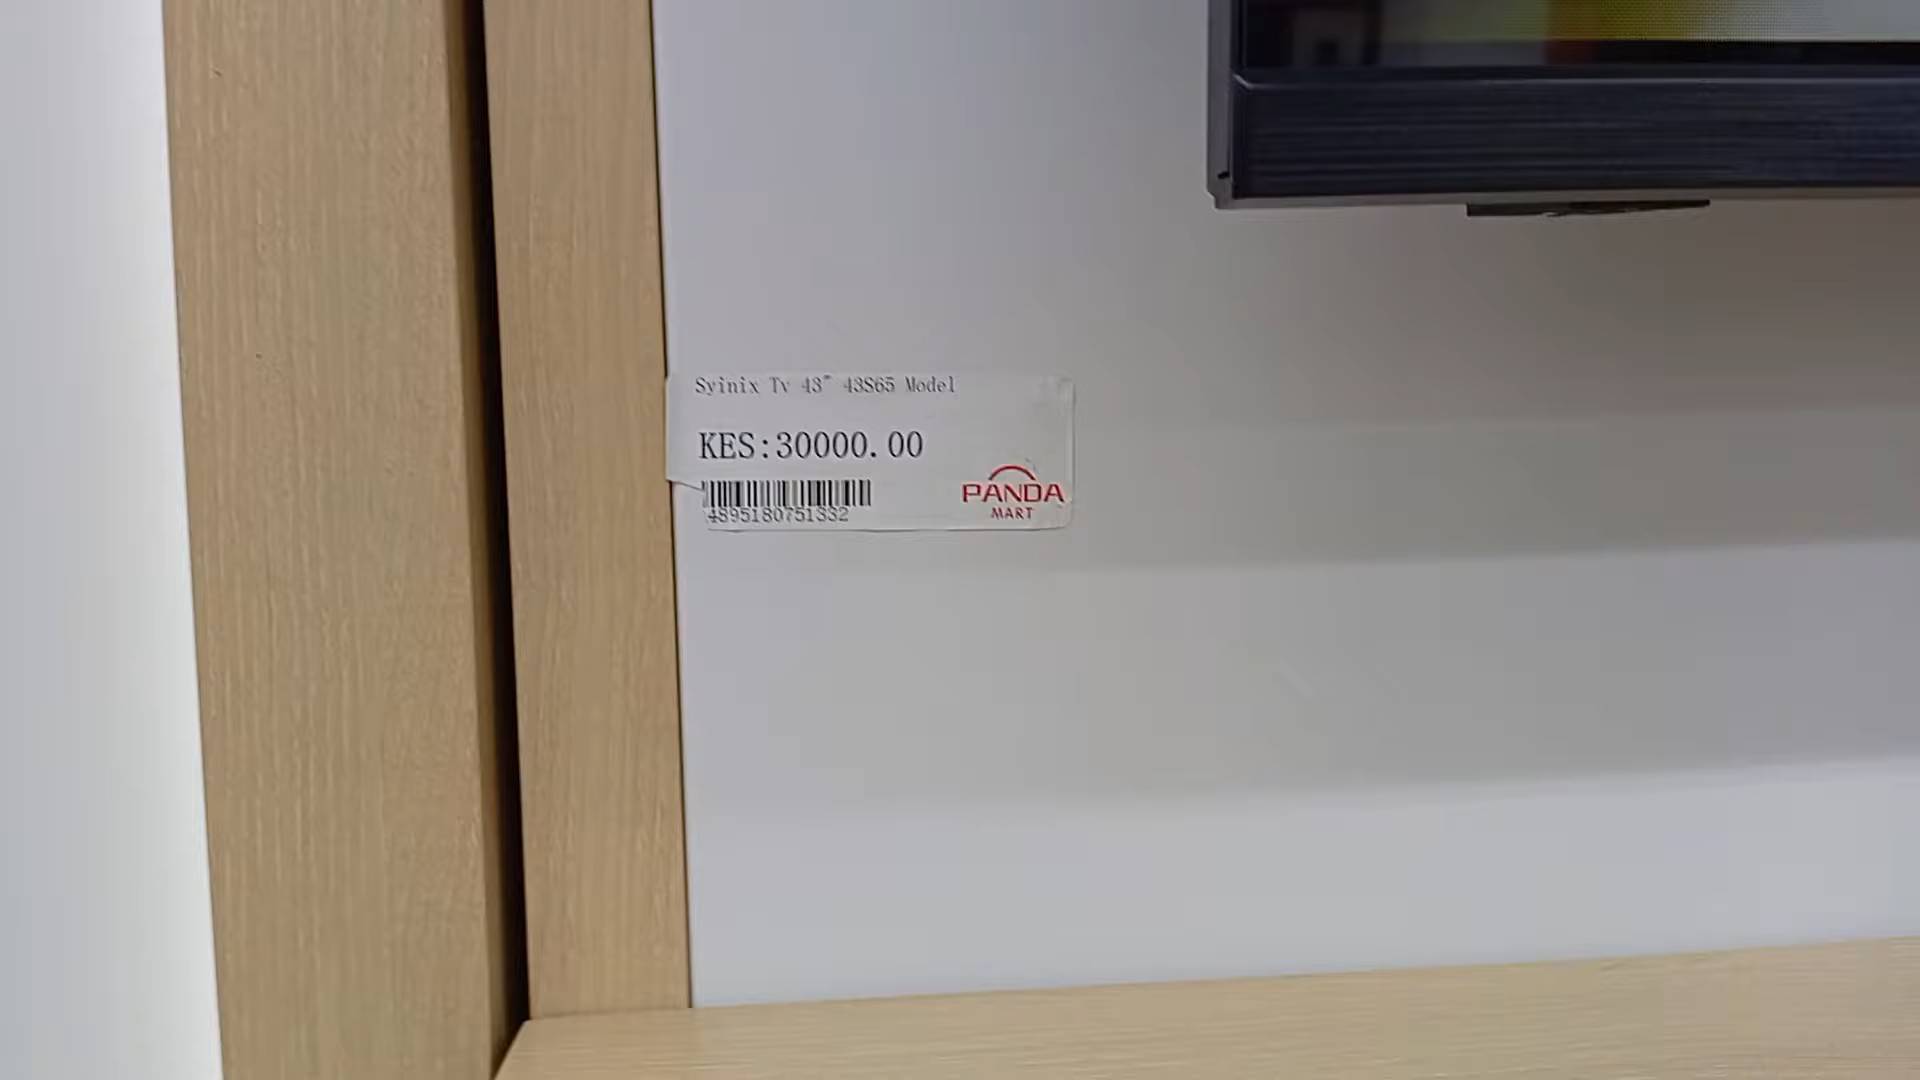 Syinix Tv 43" 43S65 Model
KES:30000.00
4895180751332
PANDA
MART